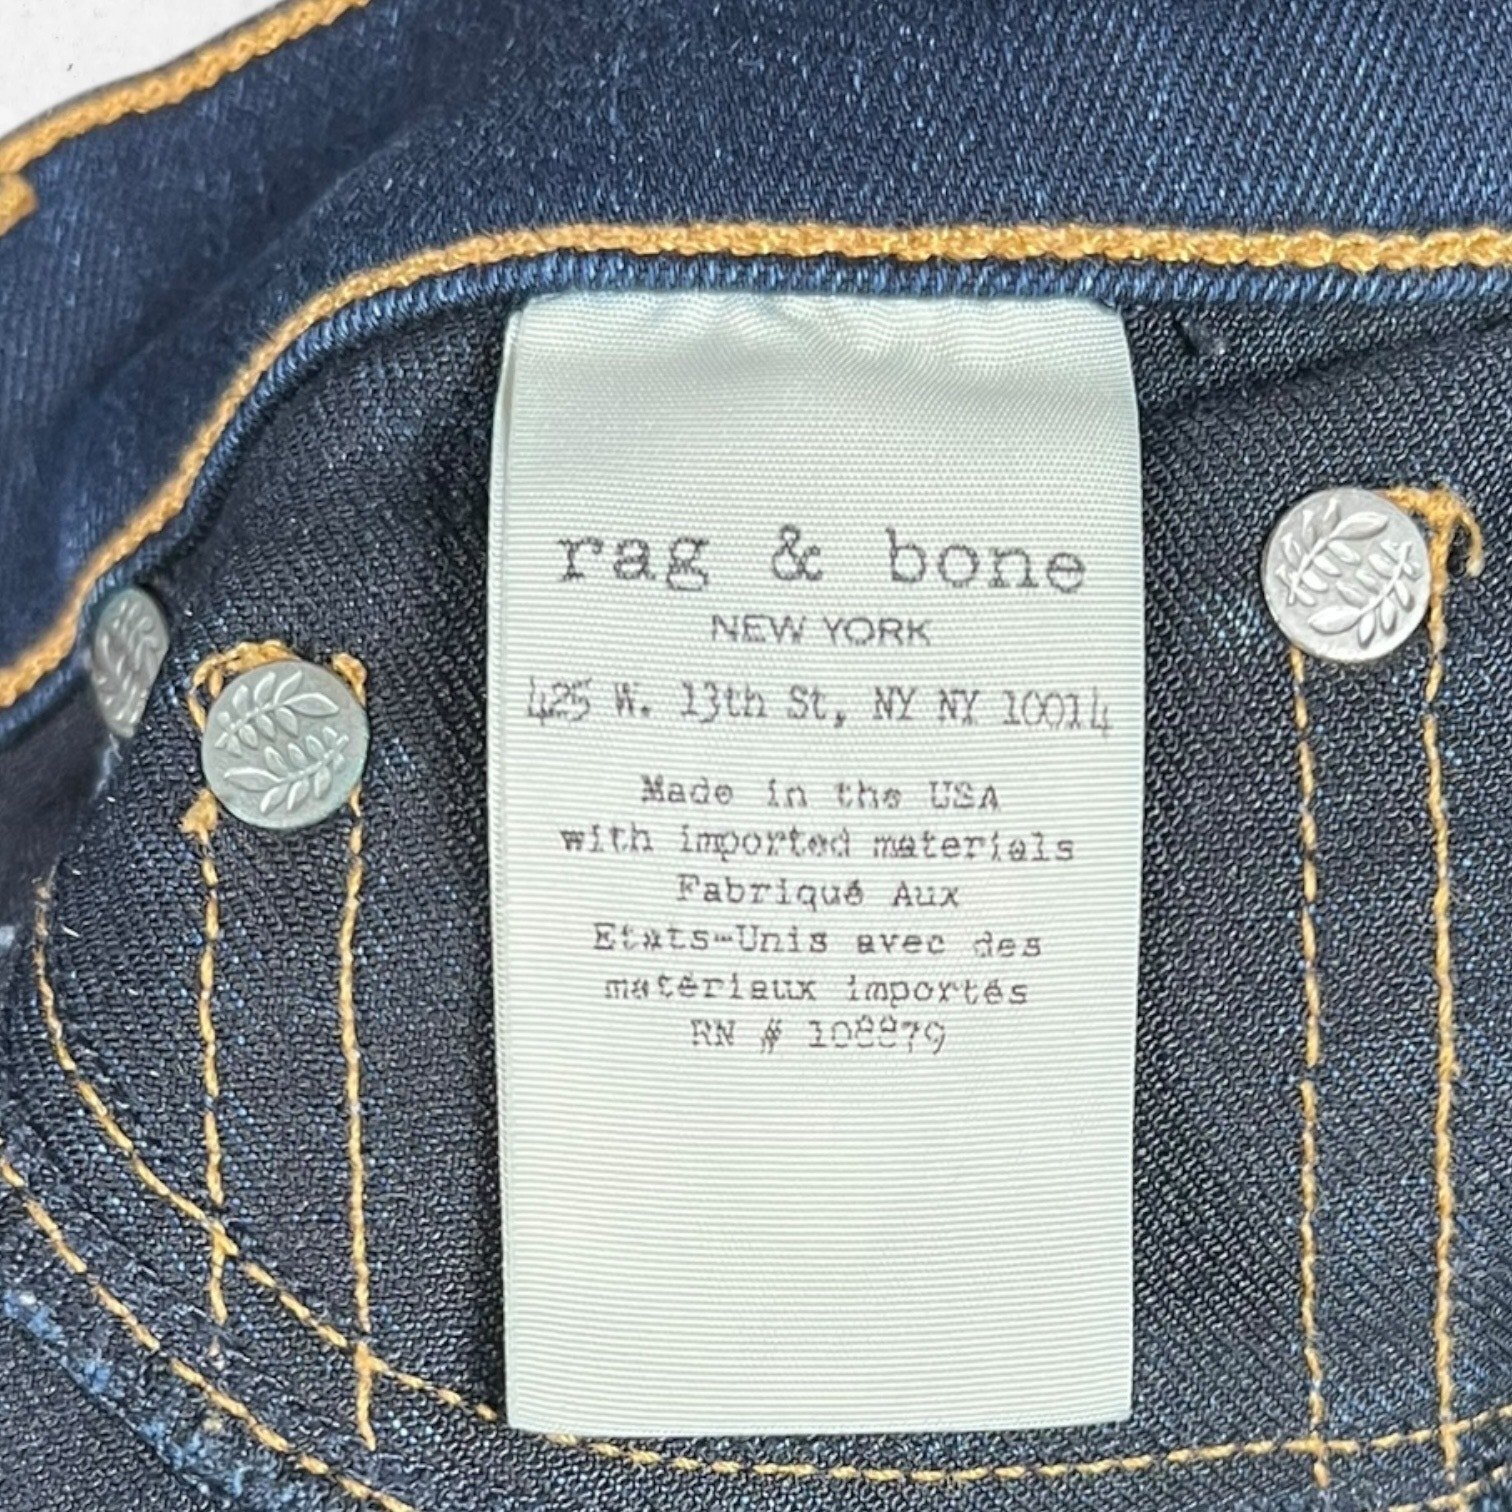 rag & bone
NEW YORK
425 W. 13th St, NY NY 10014
Made in the USA
with imported materials
Fabriqué Aux
Etats-Unis avec des
matériaux importés
RN # 108879